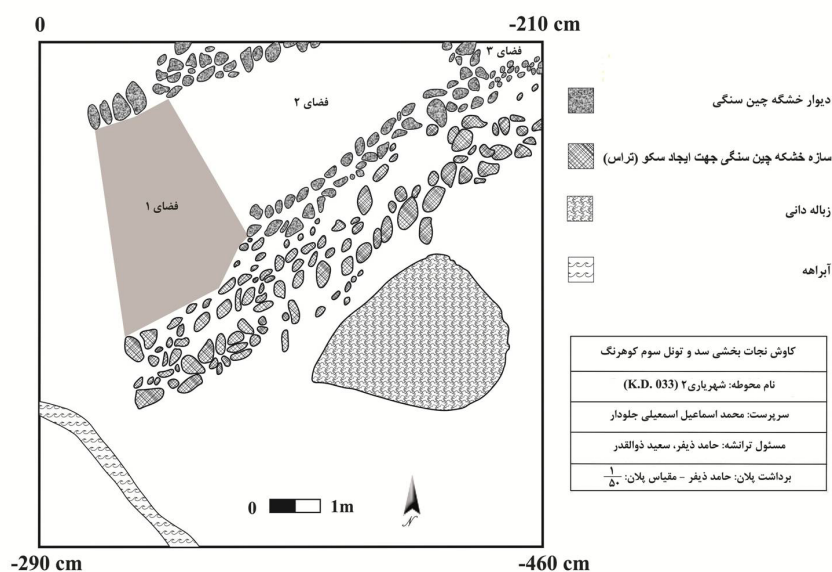 0
-210 cm
فضای ۳
فضای ۲
فضای ۱
دیوار خشگه چین سنگی
سازه خشکه چین سنگی جهت ایجاد سکو (تراس)
زباله دانی
آبراهه
کاوش نجات بخشی سد و تونل سوم کوهرنگ
نام محوطه: شهریاری۲ (K.D. 033)
سرپرست: محمد اسماعیل اسمعیلی جلودار
مسئول ترانشه: حامد ذیفر، سعید ذوالقدر
برداشت پلان: حامد ذیفر – مقیاس پلان: ۱/۵۰
0 1m
N
-290 cm
-460 cm